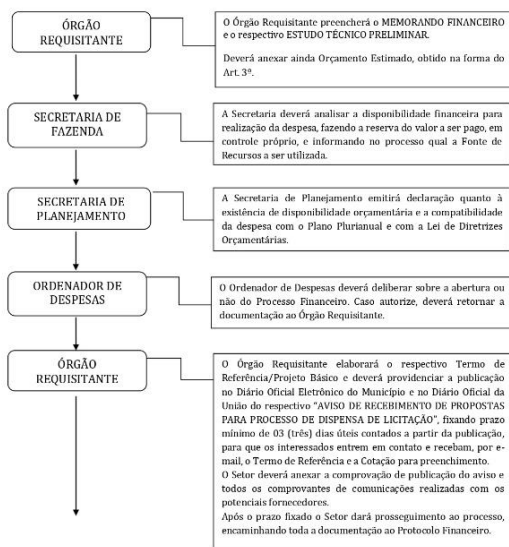 ÓRGÃO
REQUISITANTE
O Órgão Requisitante preencherá o MEMORANDO FINANCEIRO
e o respectivo ESTUDO TÉCNICO PRELIMINAR.
Deverá anexar ainda Orçamento Estimado, obtido na forma do
Art. 3º.
SECRETARIA DE
FAZENDA
A Secretaria deverá analisar a disponibilidade financeira para
realização da despesa, fazendo a reserva do valor a ser pago, em
controle próprio, e informando no processo qual a Fonte de
Recursos a ser utilizada.
SECRETARIA DE
PLANEJAMENTO
A Secretaria de Planejamento emitirá declaração quanto à
existência de disponibilidade orçamentária e a compatibilidade
da despesa com o Plano Plurianual e com a Lei de Diretrizes
Orçamentárias.
ORDENADOR DE
DESPESAS
O Ordenador de Despesas deverá deliberar sobre a abertura ou
não do Processo Financeiro. Caso autorize, deverá retornar a
documentação ao Órgão Requisitante.
ÓRGÃO
REQUISITANTE
O Órgão Requisitante elaborará o respectivo Termo de
Referência/Projeto Básico e deverá providenciar a publicação
no Diário Oficial Eletrônico do Município e no Diário Oficial da
União do respectivo “AVISO DE RECEBIMENTO DE PROPOSTAS
PARA PROCESSO DE DISPENSA DE LICITAÇÃO”, fixando prazo
mínimo de 03 (três) dias úteis contados a partir da publicação,
para que os interessados entrem em contato e recebam, por e-
mail, o Termo de Referência e a Cotação para preenchimento.
O Setor deverá anexar a comprovação de publicação do aviso e
todos os comprovantes de comunicações realizadas com os
potenciais fornecedores.
Após o prazo fixado o Setor dará prosseguimento ao processo,
encaminhando toda a documentação ao Protocolo Financeiro.